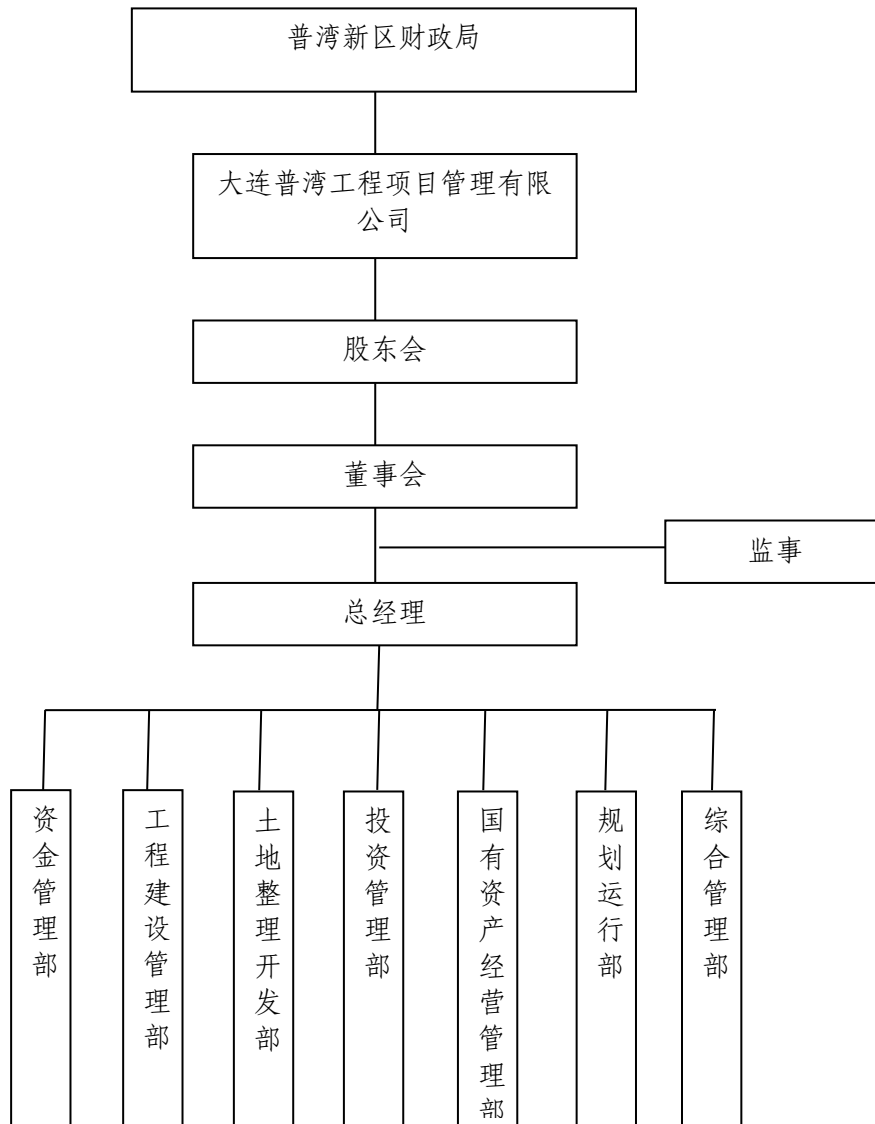 普湾新区财政局
大连普湾工程项目管理有限
公司
股东会
董事会
监事
总经理
资金管理部
工程建设管理部
土地整理开发部
投资管理部
国有资产经营管理部
规划运行部
综合管理部